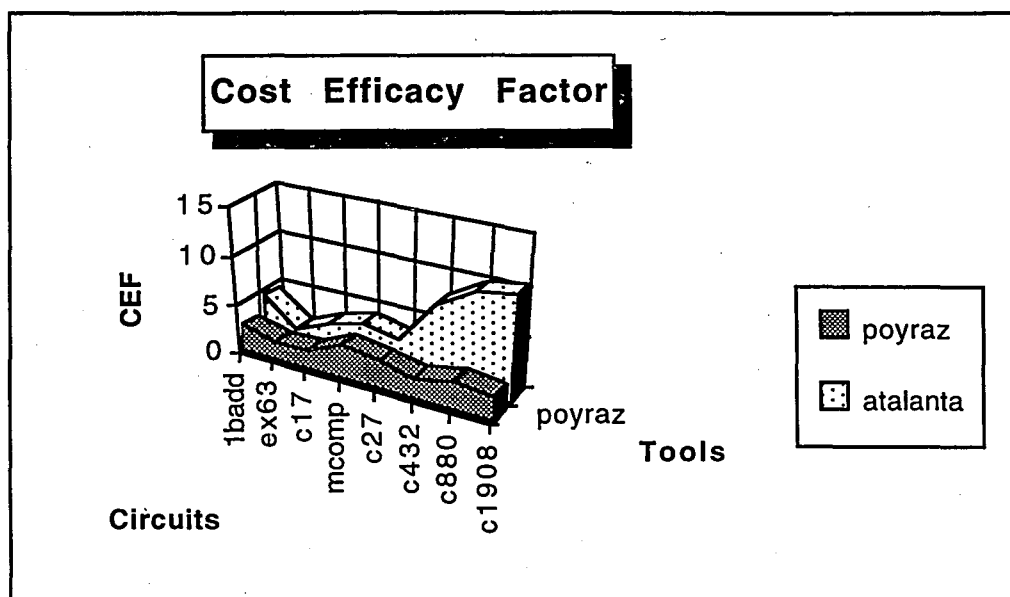 Cost Efficacy Factor
15
10
5
0
CEF
1badd
ex63
c17
mcomp
c27
c432
c880
c1908
poyraz
Tools
Circuits
poyraz
atalanta